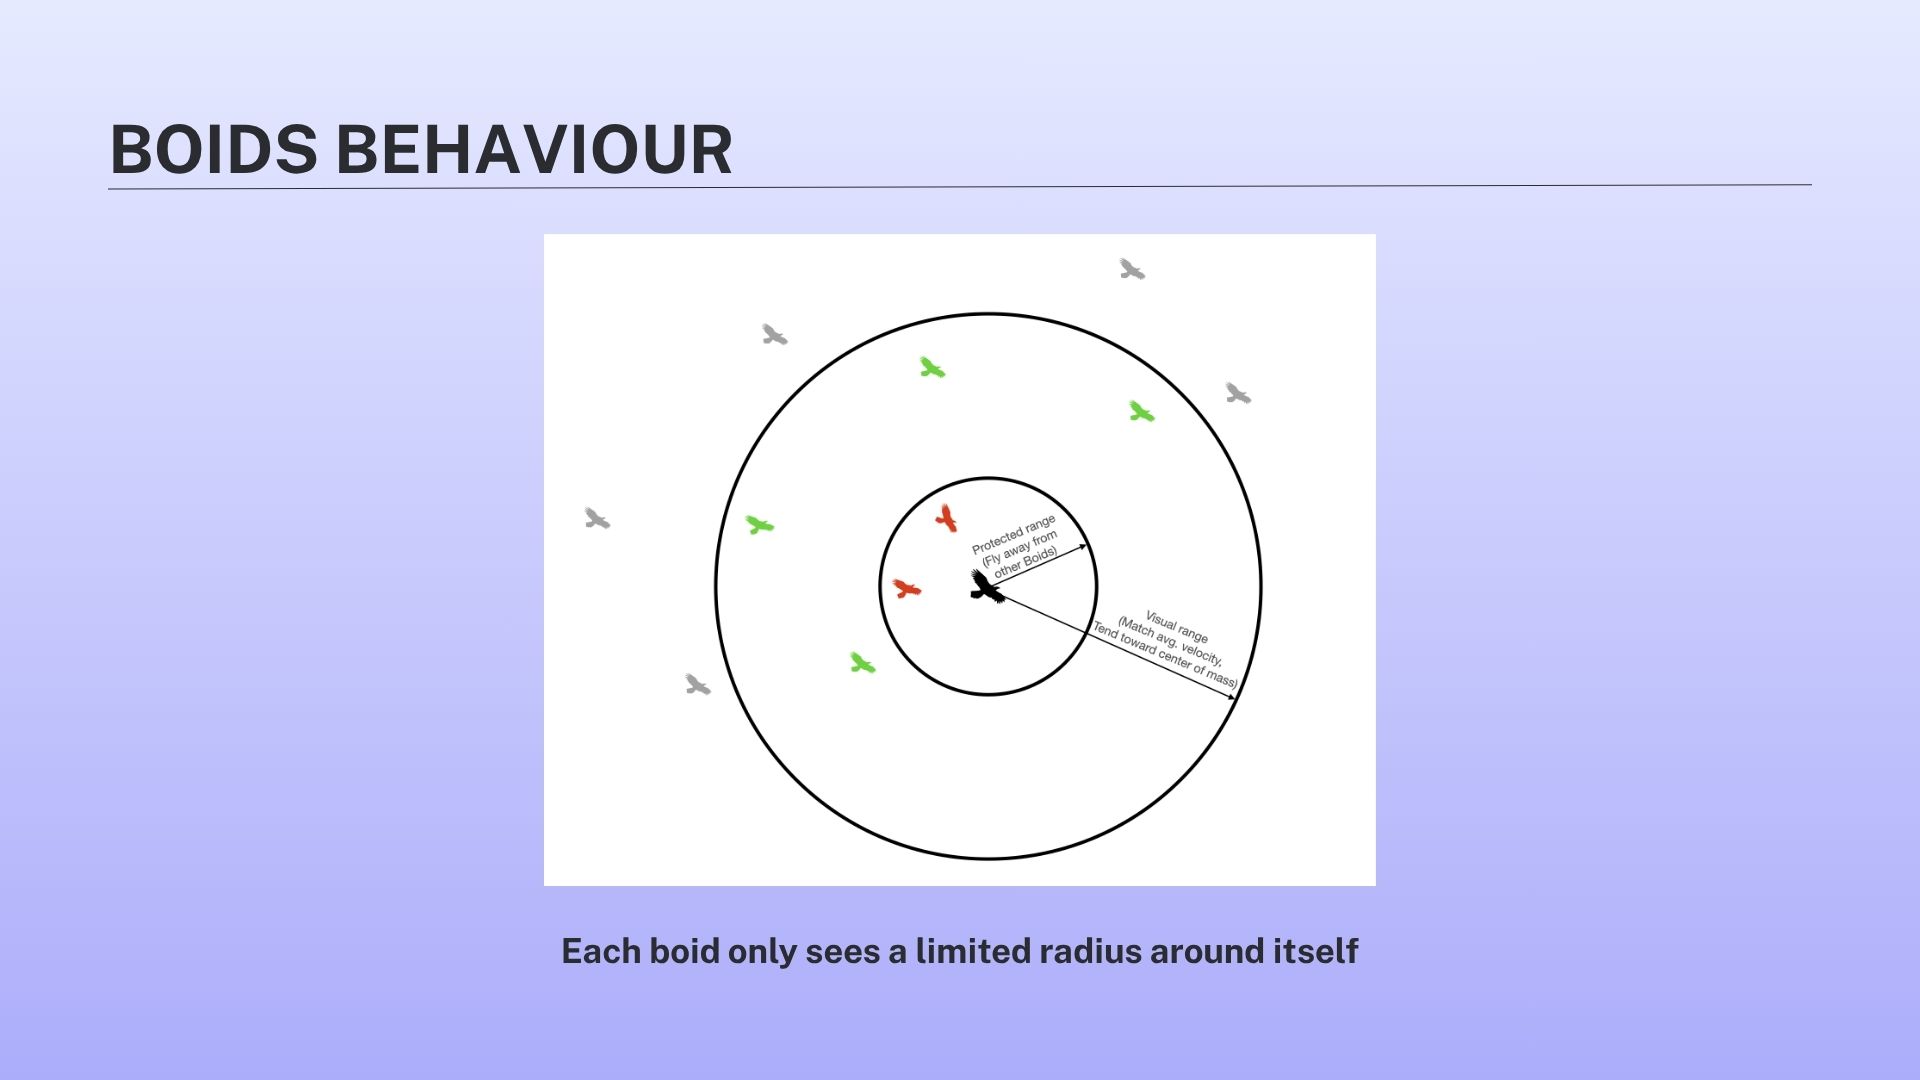 BOIDS BEHAVIOUR
Protected range
(Fly away from
other Boids)
Visual range
(Match avg. velocity,
Tend toward center of mass)
Each boid only sees a limited radius around itself